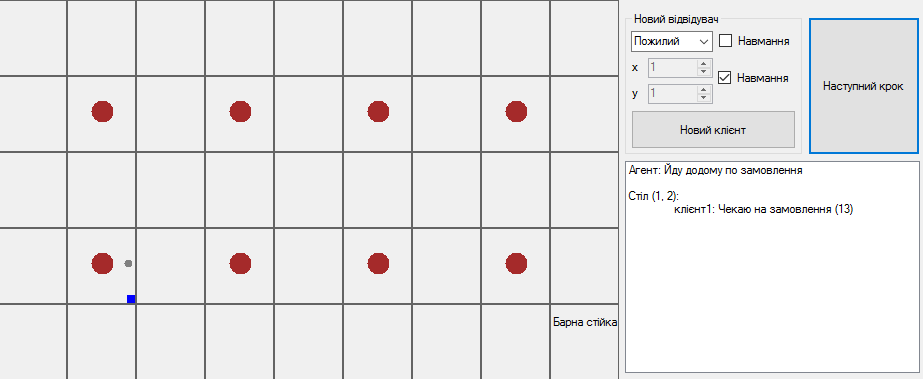 Новий відвідувач
Пожилий
Навмання
x 1
Навмання
y 1
Новий клієнт
Наступний крок
Агент: Йду додому по замовлення
Стіл (1, 2):
клієнт1: Чекаю на замовлення (13)
Барна стійка